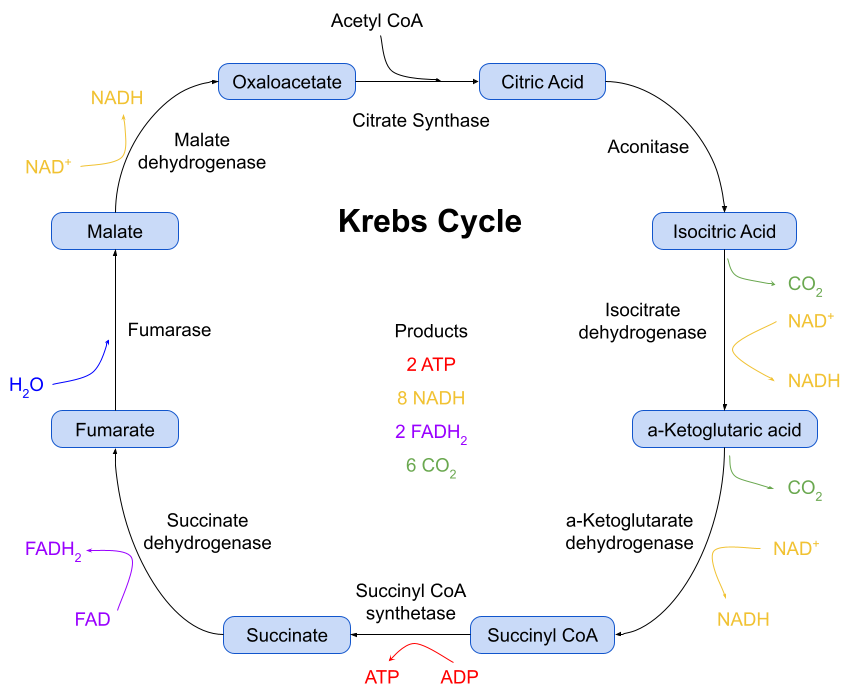 Acetyl CoA
Oxaloacetate
Citric Acid
Citrate Synthase
NADH
NAD⁺
Malate
dehydrogenase
Aconitase
Krebs Cycle
Malate
Isocitric Acid
CO₂
Isocitrate
dehydrogenase
NAD⁺
NADH
Fumarase
H₂O
Products
2 ATP
8 NADH
2 FADH₂
6 CO₂
Fumarate
a-Ketoglutaric acid
CO₂
Succinate
dehydrogenase
a-Ketoglutarate
dehydrogenase
FADH₂
FAD
NAD⁺
NADH
Succinyl CoA
synthetase
Succinate
Succinyl CoA
ATP
ADP